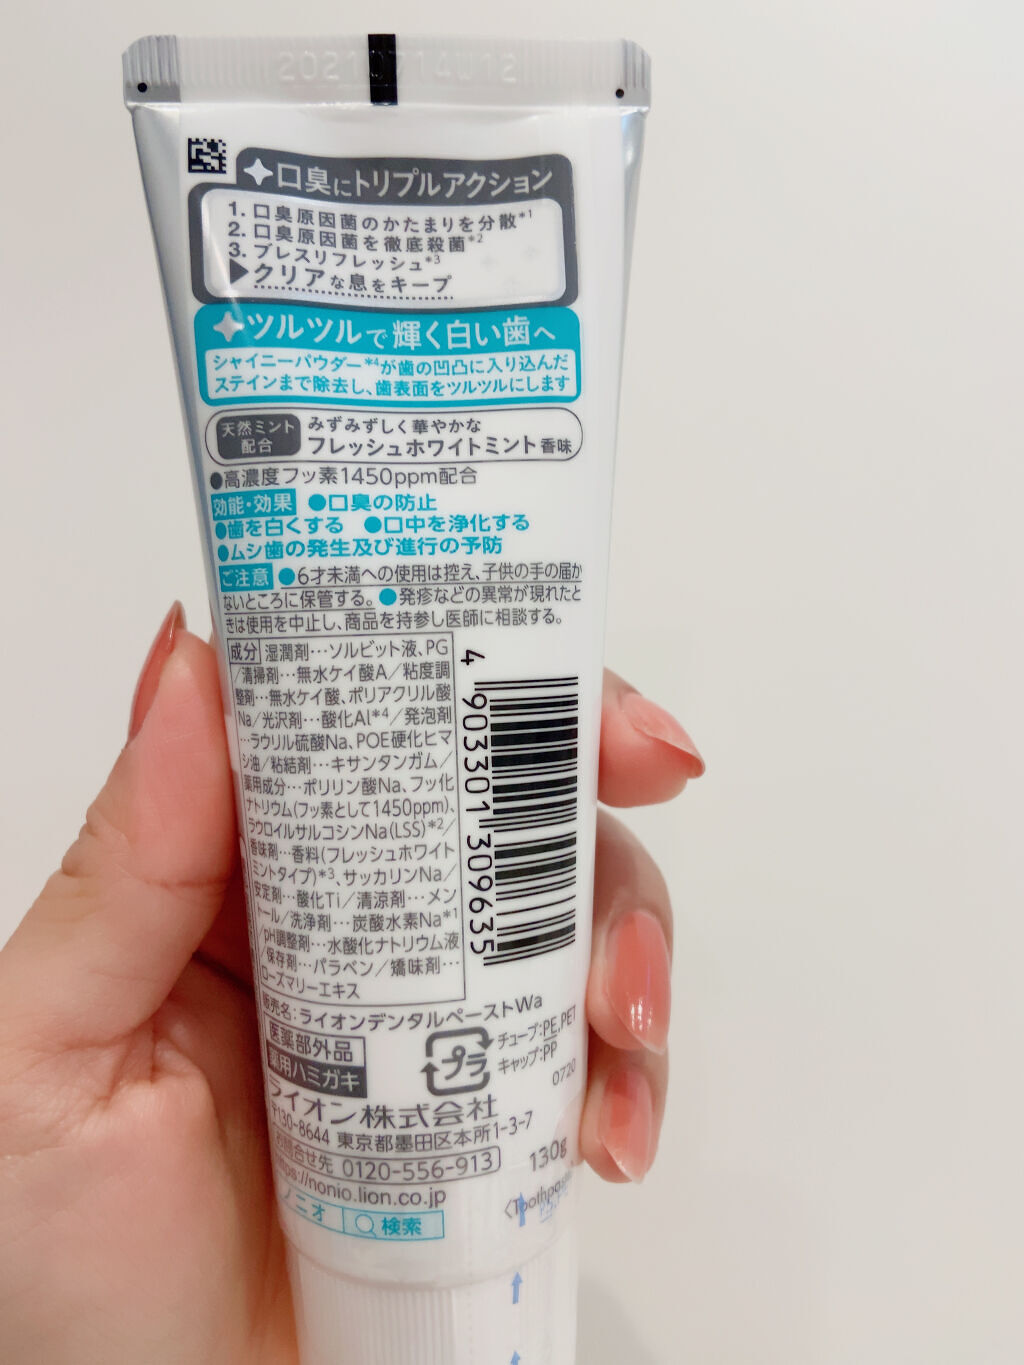 口臭にトリプルアクション
1. 口臭原因菌のかたまりを分散*1
2. 口臭原因菌を徹底殺菌*2
3. ブレスリフレッシュ*3
▶クリアな息をキープ
ツルツルで輝く白い歯へ
シャイニーパウダー*4が歯の凹凸に入り込んだ
ステインまで除去し、歯表面をツルツルにします
天然ミント配合
みずみずしく華やかな
フレッシュホワイトミント香味
●高濃度フッ素1450ppm配合
効能・効果 ●口臭の防止
●歯を白くする ●口中を浄化する
●ムシ歯の発生及び進行の予防
ご注意 ●6才未満への使用は控え、子供の手の届か
ないところに保管する。●発疹などの異常が現れたと
きは使用を中止し、商品を持参し医師に相談する。
成分 湿潤剤…ソルビット液、PG
/清掃剤…無水ケイ酸A/粘度調
整剤…無水ケイ酸、ポリアクリル酸
Na/光沢剤…酸化Al*4/発泡剤
…ラウリル硫酸Na、POE硬化ヒマ
シ油/粘結剤…キサンタンガム/
薬用成分…ポリリン酸Na、フッ化
ナトリウム(フッ素として1450ppm)、
ラウロイルサルコシンNa(LSS)*2/
香味剤…香料(フレッシュホワイト
ミントタイプ)*3、サッカリンNa/
安定剤…酸化Ti/清涼剤…メン
トール/洗浄剤…炭酸水素Na*1
/pH調整剤…水酸化ナトリウム液
/保存剤…パラベン/矯味剤…
ローズマリーエキス
4 903301 309635
販売名:ライオンデンタルペーストWa
医薬部外品
薬用ハミガキ
プラ
チューブ:PE,PET
キャップ:PP
0720
ライオン株式会社
〒130-8644 東京都墨田区本所1-3-7
お問合せ先 0120-556-913
https://nonio.lion.co.jp
130g
ノニオ 検索